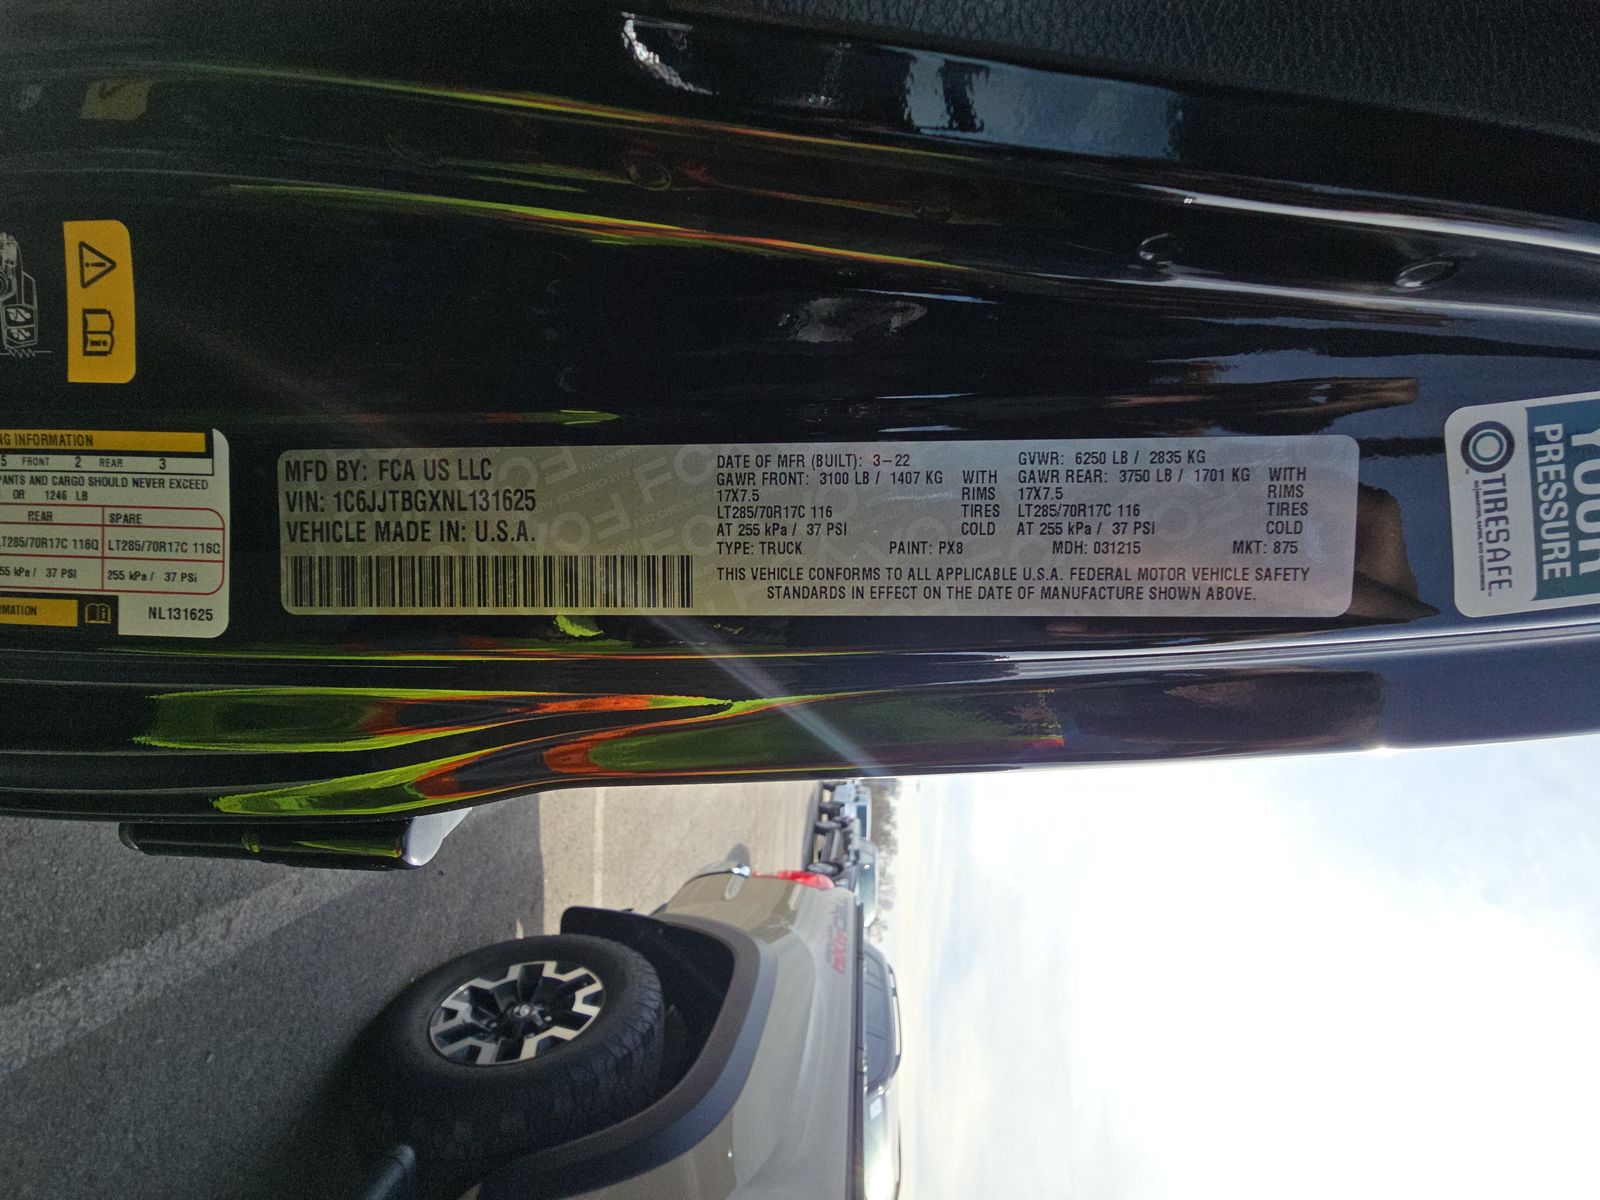 NG INFORMATION
5 FRONT 2 REAR 3
PANTS AND CARGO SHOULD NEVER EXCEED
OR 1246 LB
REAR SPARE
LT285/70R17C 116Q LT285/70R17C 116Q
255 kPa / 37 PSI 255 kPa / 37 PSI
RMATION NL131625
MFD BY: FCA US LLC
VIN: 1C6JJTBGXNL131625
VEHICLE MADE IN: U.S.A.
DATE OF MFR (BUILT): 3-22 GVWR: 6250 LB / 2835 KG
GAWR FRONT: 3100 LB / 1407 KG WITH GAWR REAR: 3750 LB / 1701 KG WITH
17X7.5 RIMS 17X7.5 RIMS
LT285/70R17C 116 TIRES LT285/70R17C 116 TIRES
AT 255 kPa / 37 PSI COLD AT 255 kPa / 37 PSI COLD
TYPE: TRUCK PAINT: PX8 MDH: 031215 MKT: 875
THIS VEHICLE CONFORMS TO ALL APPLICABLE U.S.A. FEDERAL MOTOR VEHICLE SAFETY
STANDARDS IN EFFECT ON THE DATE OF MANUFACTURE SHOWN ABOVE.
TIRESAFE
YOUR
PRESSURE
TRD 4X4